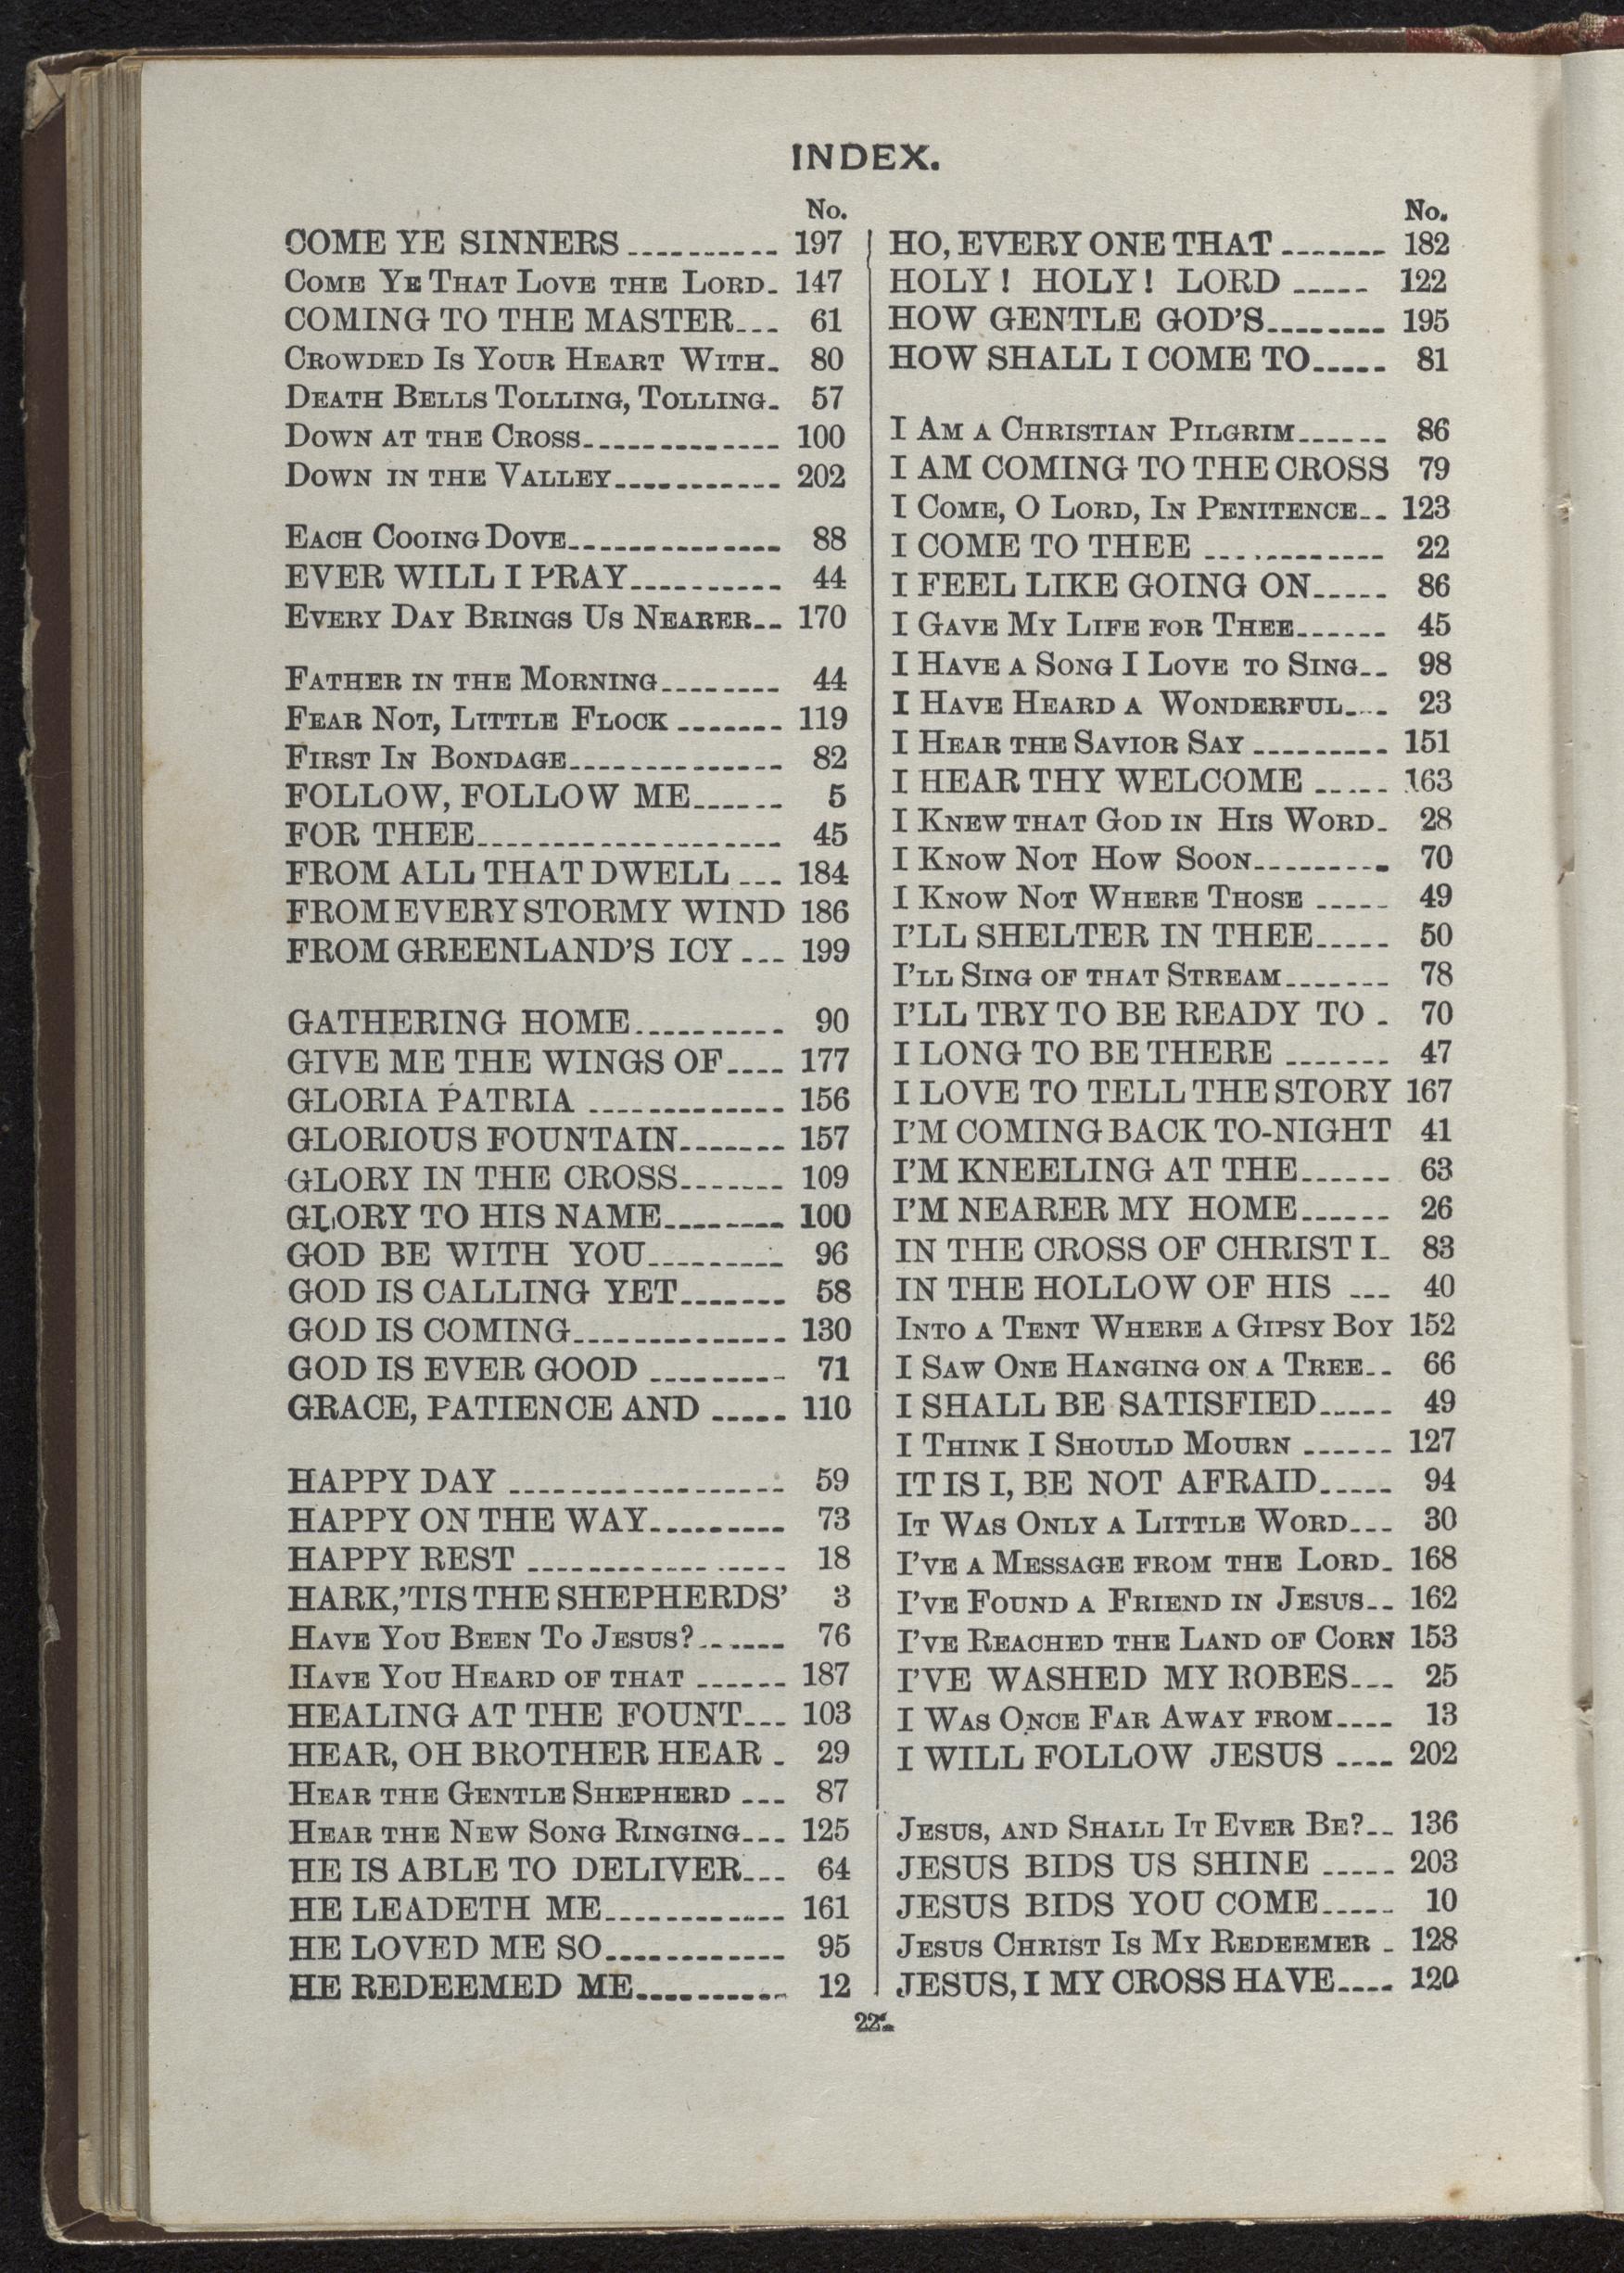 INDEX.
No.
COME YE SINNERS 197
COME YE THAT LOVE THE LORD 147
COMING TO THE MASTER 61
CROWDED IS YOUR HEART WITH 80
DEATH BELLS TOLLING, TOLLING 57
DOWN AT THE CROSS 100
DOWN IN THE VALLEY 202
EACH COOING DOVE 88
EVER WILL I PRAY 44
EVERY DAY BRINGS US NEARER 170
FATHER IN THE MORNING 44
FEAR NOT, LITTLE FLOCK 119
FIRST IN BONDAGE 82
FOLLOW, FOLLOW ME 5
FOR THEE 45
FROM ALL THAT DWELL 184
FROM EVERY STORMY WIND 186
FROM GREENLAND'S ICY 199
GATHERING HOME 90
GIVE ME THE WINGS OF 177
GLORIA PATRIA 156
GLORIOUS FOUNTAIN 157
GLORY IN THE CROSS 109
GLORY TO HIS NAME 100
GOD BE WITH YOU 96
GOD IS CALLING YET 58
GOD IS COMING 130
GOD IS EVER GOOD 71
GRACE, PATIENCE AND 110
HAPPY DAY 59
HAPPY ON THE WAY 73
HAPPY REST 18
HARK, 'TIS THE SHEPHERDS' 3
HAVE YOU BEEN TO JESUS? 76
HAVE YOU HEARD OF THAT 187
HEALING AT THE FOUNT 103
HEAR, OH BROTHER HEAR 29
HEAR THE GENTLE SHEPHERD 87
HEAR THE NEW SONG RINGING 125
HE IS ABLE TO DELIVER 64
HE LEADETH ME 161
HE LOVED ME SO 95
HE REDEEMED ME 12
No.
HO, EVERY ONE THAT 182
HOLY! HOLY! LORD 122
HOW GENTLE GOD'S 195
HOW SHALL I COME TO 81
I AM A CHRISTIAN PILGRIM 86
I AM COMING TO THE CROSS 79
I COME, O LORD, IN PENITENCE 123
I COME TO THEE 22
I FEEL LIKE GOING ON 86
I GAVE MY LIFE FOR THEE 45
I HAVE A SONG I LOVE TO SING 98
I HAVE HEARD A WONDERFUL 23
I HEAR THE SAVIOR SAY 151
I HEAR THY WELCOME 163
I KNEW THAT GOD IN HIS WORD 28
I KNOW NOT HOW SOON 70
I KNOW NOT WHERE THOSE 49
I'LL SHELTER IN THEE 50
I'LL SING OF THAT STREAM 78
I'LL TRY TO BE READY TO 70
I LONG TO BE THERE 47
I LOVE TO TELL THE STORY 167
I'M COMING BACK TO-NIGHT 41
I'M KNEELING AT THE 63
I'M NEARER MY HOME 26
IN THE CROSS OF CHRIST I 83
IN THE HOLLOW OF HIS 40
INTO A TENT WHERE A GIPSY BOY 152
I SAW ONE HANGING ON A TREE 66
I SHALL BE SATISFIED 49
I THINK I SHOULD MOURN 127
IT IS I, BE NOT AFRAID 94
IT WAS ONLY A LITTLE WORD 30
I'VE A MESSAGE FROM THE LORD 168
I'VE FOUND A FRIEND IN JESUS 162
I'VE REACHED THE LAND OF CORN 153
I'VE WASHED MY ROBES 25
I WAS ONCE FAR AWAY FROM 13
I WILL FOLLOW JESUS 202
JESUS, AND SHALL IT EVER BE? 136
JESUS BIDS US SHINE 203
JESUS BIDS YOU COME 10
JESUS CHRIST IS MY REDEEMER 128
JESUS, I MY CROSS HAVE 120